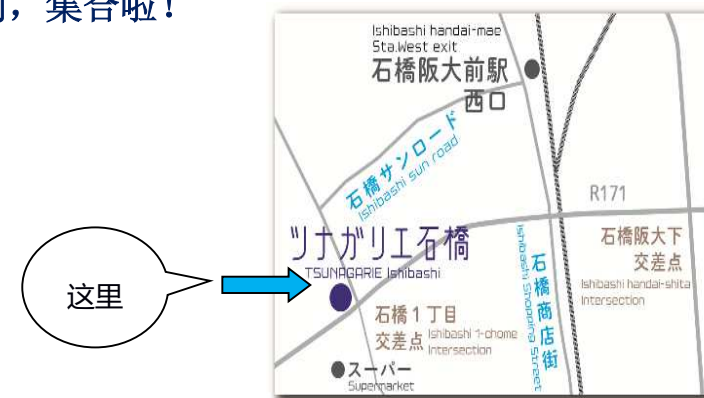 ，集合啦！
Ishibashi handai-mae
Sta.West exit
石橋阪大前駅
西口
石橋サンロード
Ishibashi sun road
R171
ツナガリエ石橋
TSUNAGARIE Ishibashi
石橋阪大下
交差点
Ishibashi handai-shita
Intersection
石橋商店街
Ishibashi Shopping Street
这里
石橋1丁目
交差点
Ishibashi 1-chome
Intersection
スーパー
Supermarket